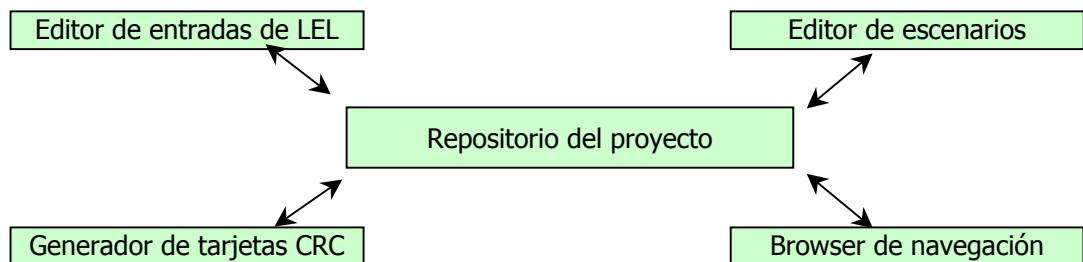 Editor de entradas de LEL
Editor de escenarios
Repositorio del proyecto
Generador de tarjetas CRC
Browser de navegación